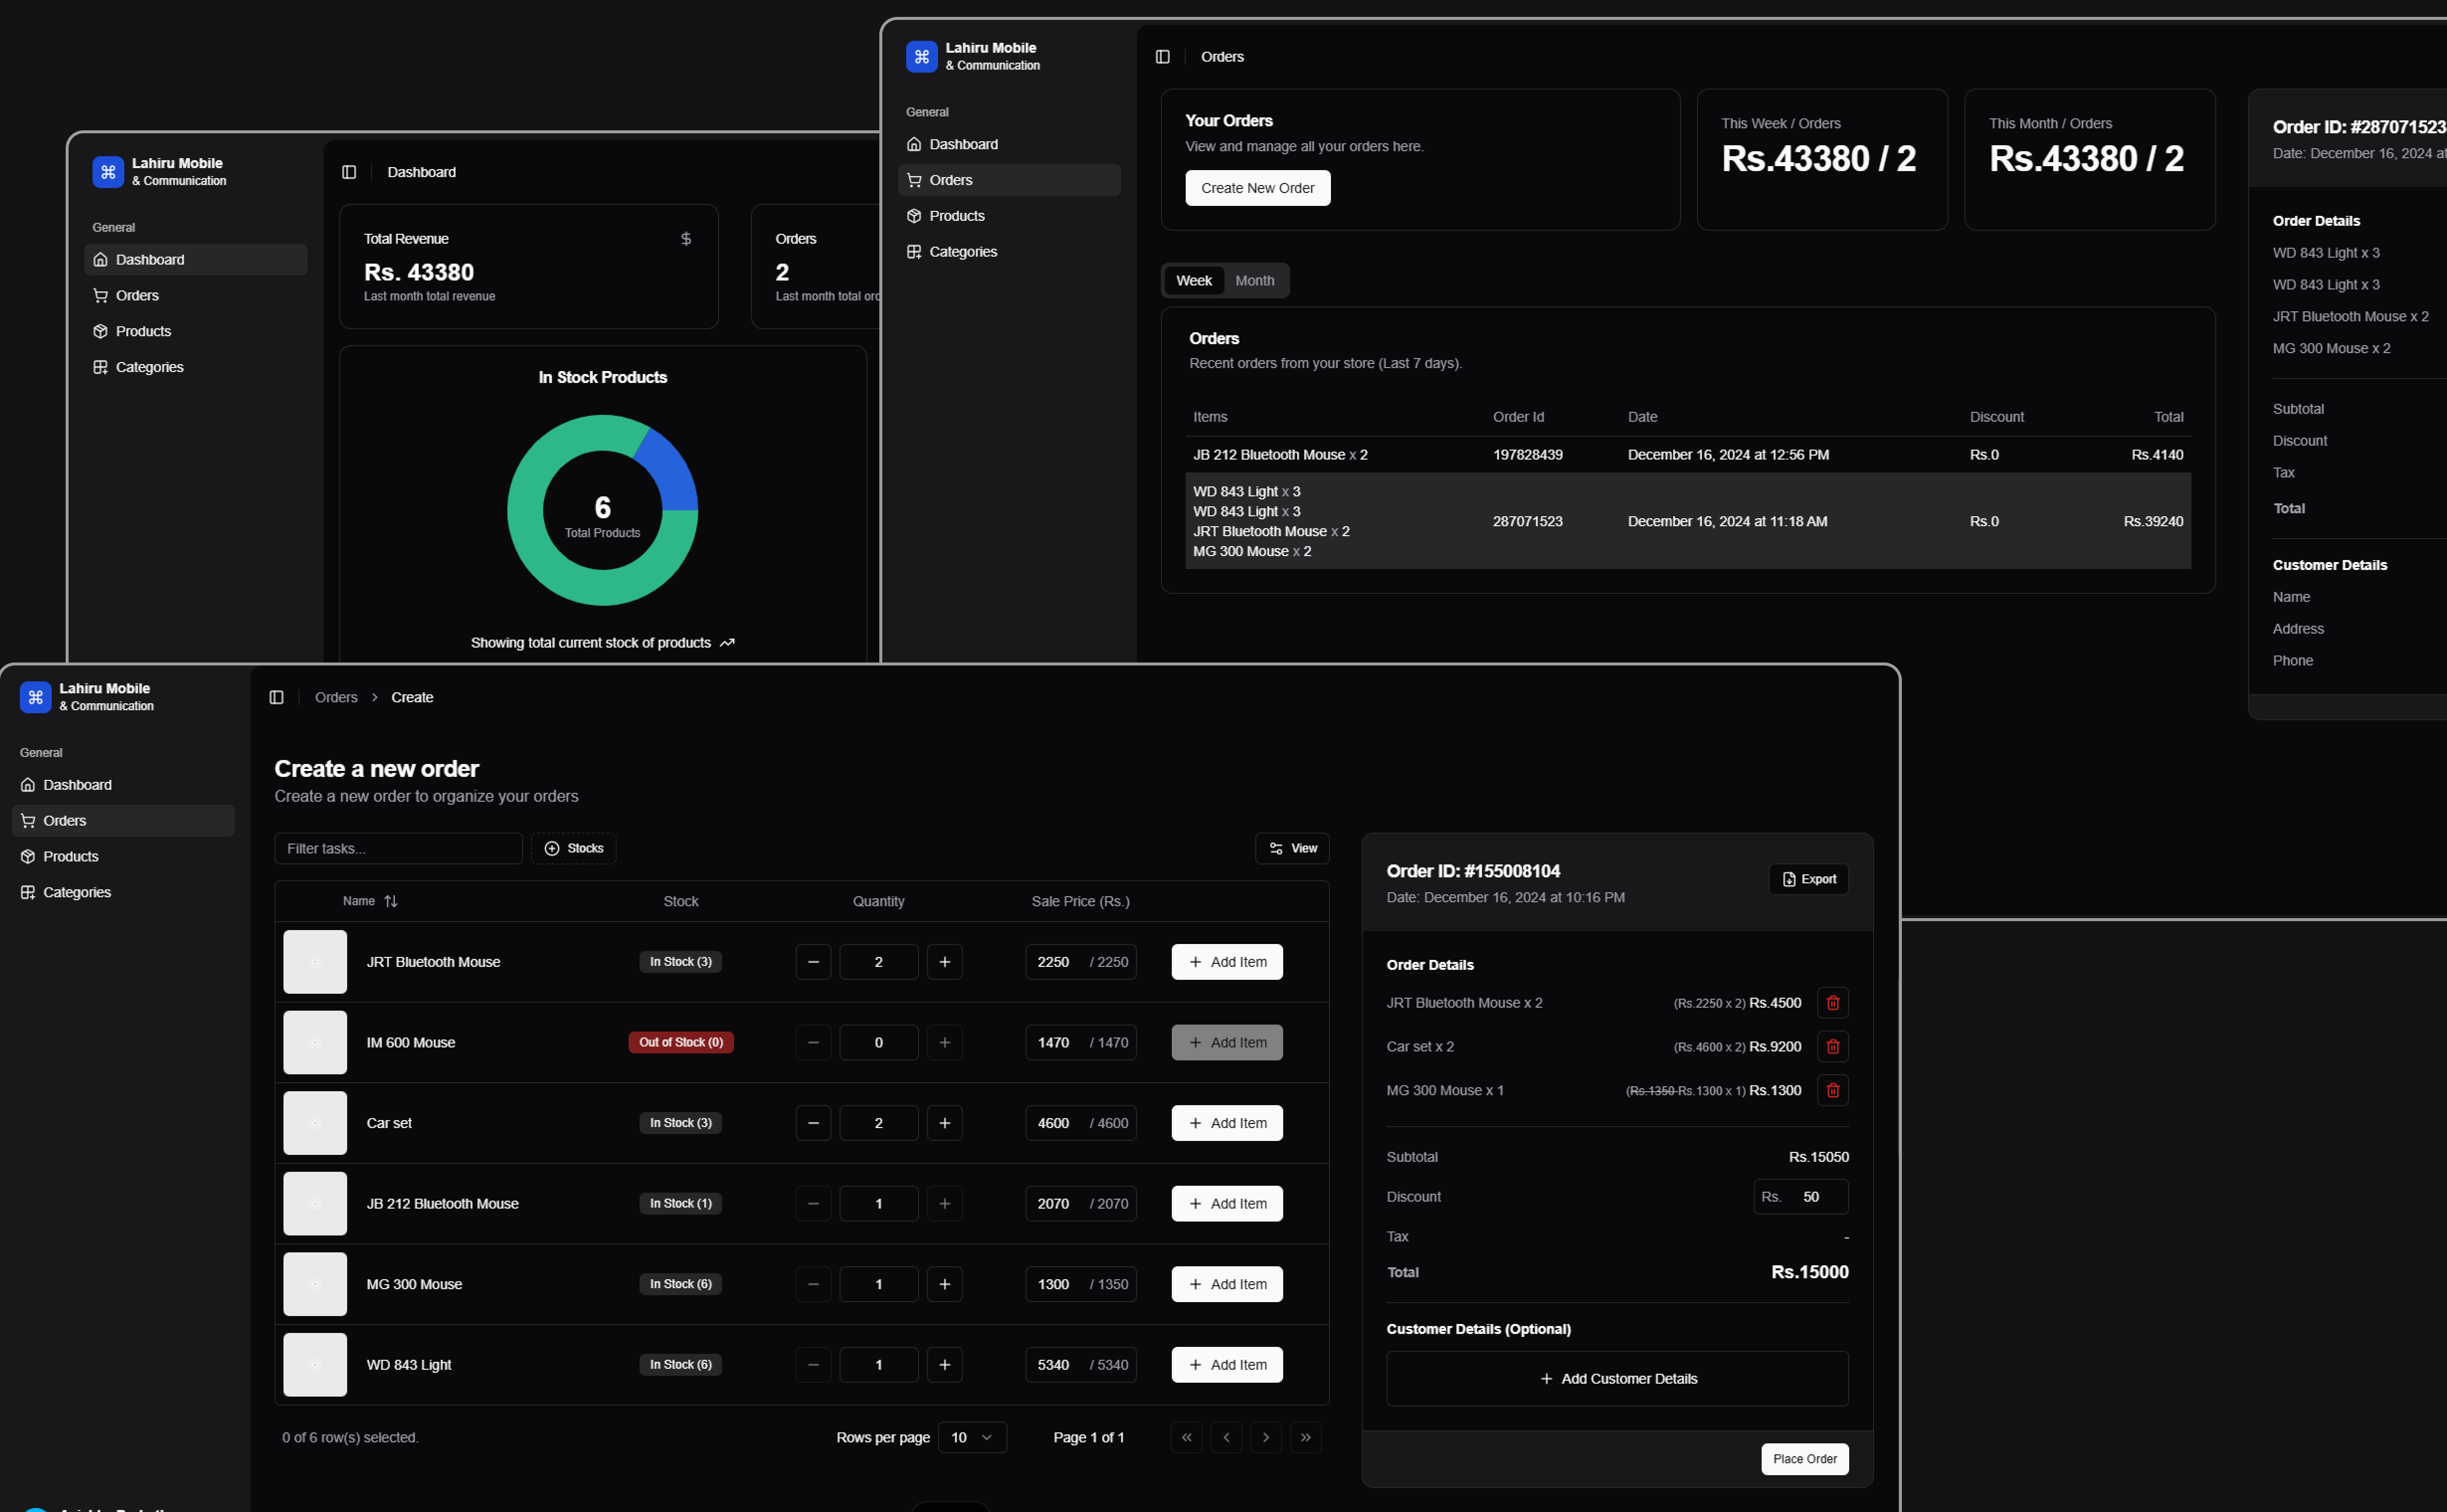 Lahiru Mobile
& Communication
General
Dashboard
Orders
Products
Categories
Dashboard
Total Revenue
Rs. 43380
Last month total revenue
Orders
2
Last month total
In Stock Products
6
Total Products
Showing total current stock of products
Lahiru Mobile
& Communication
General
Dashboard
Orders
Products
Categories
Orders
Your Orders
View and manage all your orders here.
Create New Order
This Week / Orders
Rs.43380 / 2
This Month / Orders
Rs.43380 / 2
Week Month
Orders
Recent orders from your store (Last 7 days).
Items Order Id Date Discount Total
JB 212 Bluetooth Mouse x 2 197828439 December 16, 2024 at 12:56 PM Rs.0 Rs.4140
WD 843 Light x 3
WD 843 Light x 3
JRT Bluetooth Mouse x 2
MG 300 Mouse x 2
287071523 December 16, 2024 at 11:18 AM Rs.0 Rs.39240
Order ID: #287071523
Date: December 16, 2024 at
Order Details
WD 843 Light x 3
WD 843 Light x 3
JRT Bluetooth Mouse x 2
MG 300 Mouse x 2
Subtotal
Discount
Tax
Total
Customer Details
Name
Address
Phone
Lahiru Mobile
& Communication
General
Dashboard
Orders
Products
Categories
Orders > Create
Create a new order
Create a new order to organize your orders
Filter tasks... Stocks View
Name Stock Quantity Sale Price (Rs.)
JRT Bluetooth Mouse In Stock (3) − 2 + 2250 / 2250 + Add Item
IM 600 Mouse Out of Stock (0) − 0 + 1470 / 1470 + Add Item
Car set In Stock (3) − 2 + 4600 / 4600 + Add Item
JB 212 Bluetooth Mouse In Stock (1) − 1 + 2070 / 2070 + Add Item
MG 300 Mouse In Stock (6) − 1 + 1300 / 1350 + Add Item
WD 843 Light In Stock (6) − 1 + 5340 / 5340 + Add Item
0 of 6 row(s) selected. Rows per page 10 Page 1 of 1 « ‹ › »
Order ID: #155008104
Date: December 16, 2024 at 10:16 PM
Export
Order Details
JRT Bluetooth Mouse x 2 (Rs.2250 x 2) Rs.4500
Car set x 2 (Rs.4600 x 2) Rs.9200
MG 300 Mouse x 1 (Rs.1350 Rs.1300 x 1) Rs.1300
Subtotal Rs.15050
Discount Rs. 50
Tax -
Total Rs.15000
Customer Details (Optional)
+ Add Customer Details
Place Order